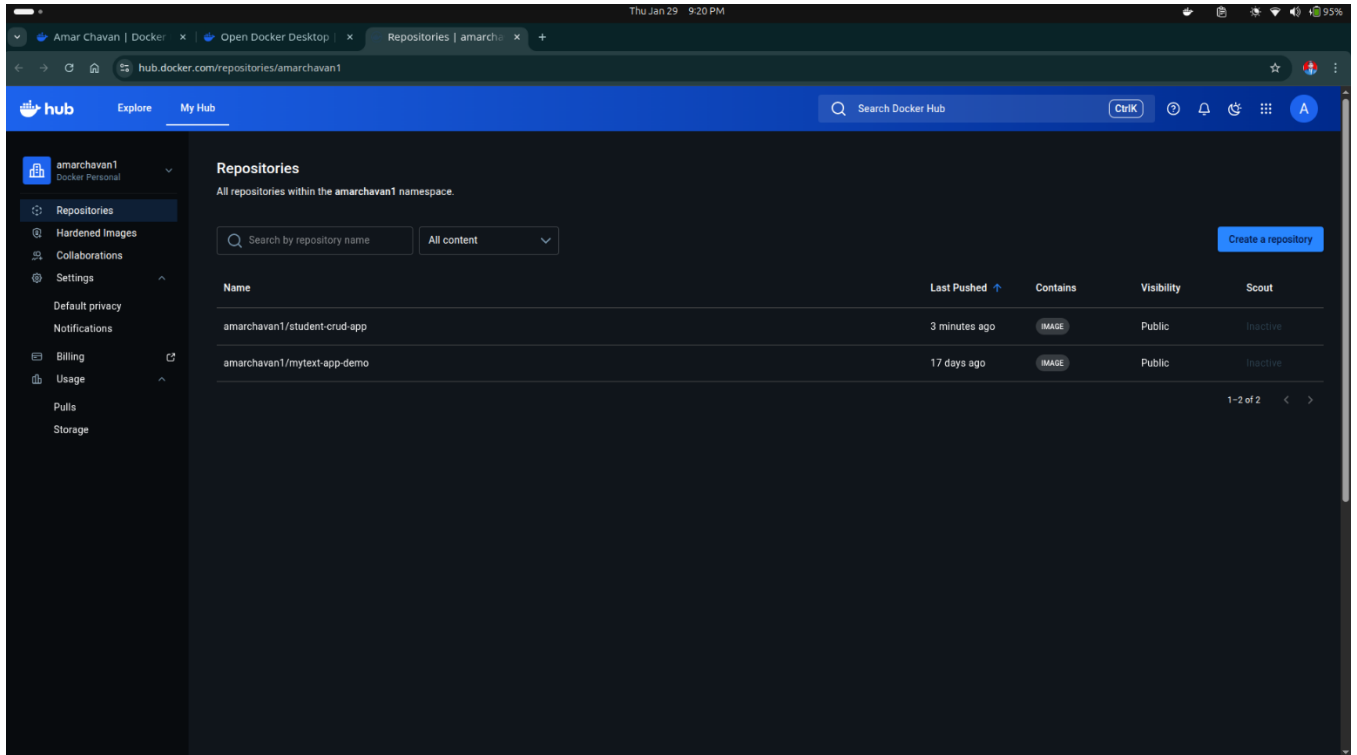 Thu Jan 29 9:20 PM
95%
Amar Chavan | Docker
Open Docker Desktop |
Repositories | amarcha
hub.docker.com/repositories/amarchavan1
hub
Explore
My Hub
Search Docker Hub
CtrlK
A
amarchavan1
Docker Personal
Repositories
Hardened Images
Collaborations
Settings
Default privacy
Notifications
Billing
Usage
Pulls
Storage
Repositories
All repositories within the amarchavan1 namespace.
Search by repository name
All content
Create a repository
Name Last Pushed Contains Visibility Scout
amarchavan1/student-crud-app 3 minutes ago IMAGE Public Inactive
amarchavan1/mytext-app-demo 17 days ago IMAGE Public Inactive
1–2 of 2